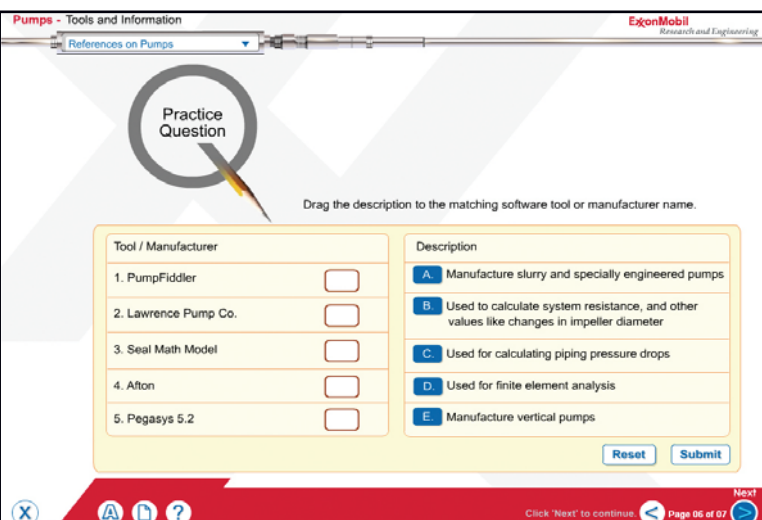 Pumps - Tools and Information
ExxonMobil
Research and Engineering
References on Pumps
Practice
Question
Drag the description to the matching software tool or manufacturer name.
Tool / Manufacturer
1. PumpFiddler
2. Lawrence Pump Co.
3. Seal Math Model
4. Afton
5. Pegasys 5.2
Description
A. Manufacture slurry and specially engineered pumps
B. Used to calculate system resistance, and other
values like changes in impeller diameter
C. Used for calculating piping pressure drops
D. Used for finite element analysis
E. Manufacture vertical pumps
Reset Submit
Next
X A ? Click 'Next' to continue. < Page 06 of 07 >